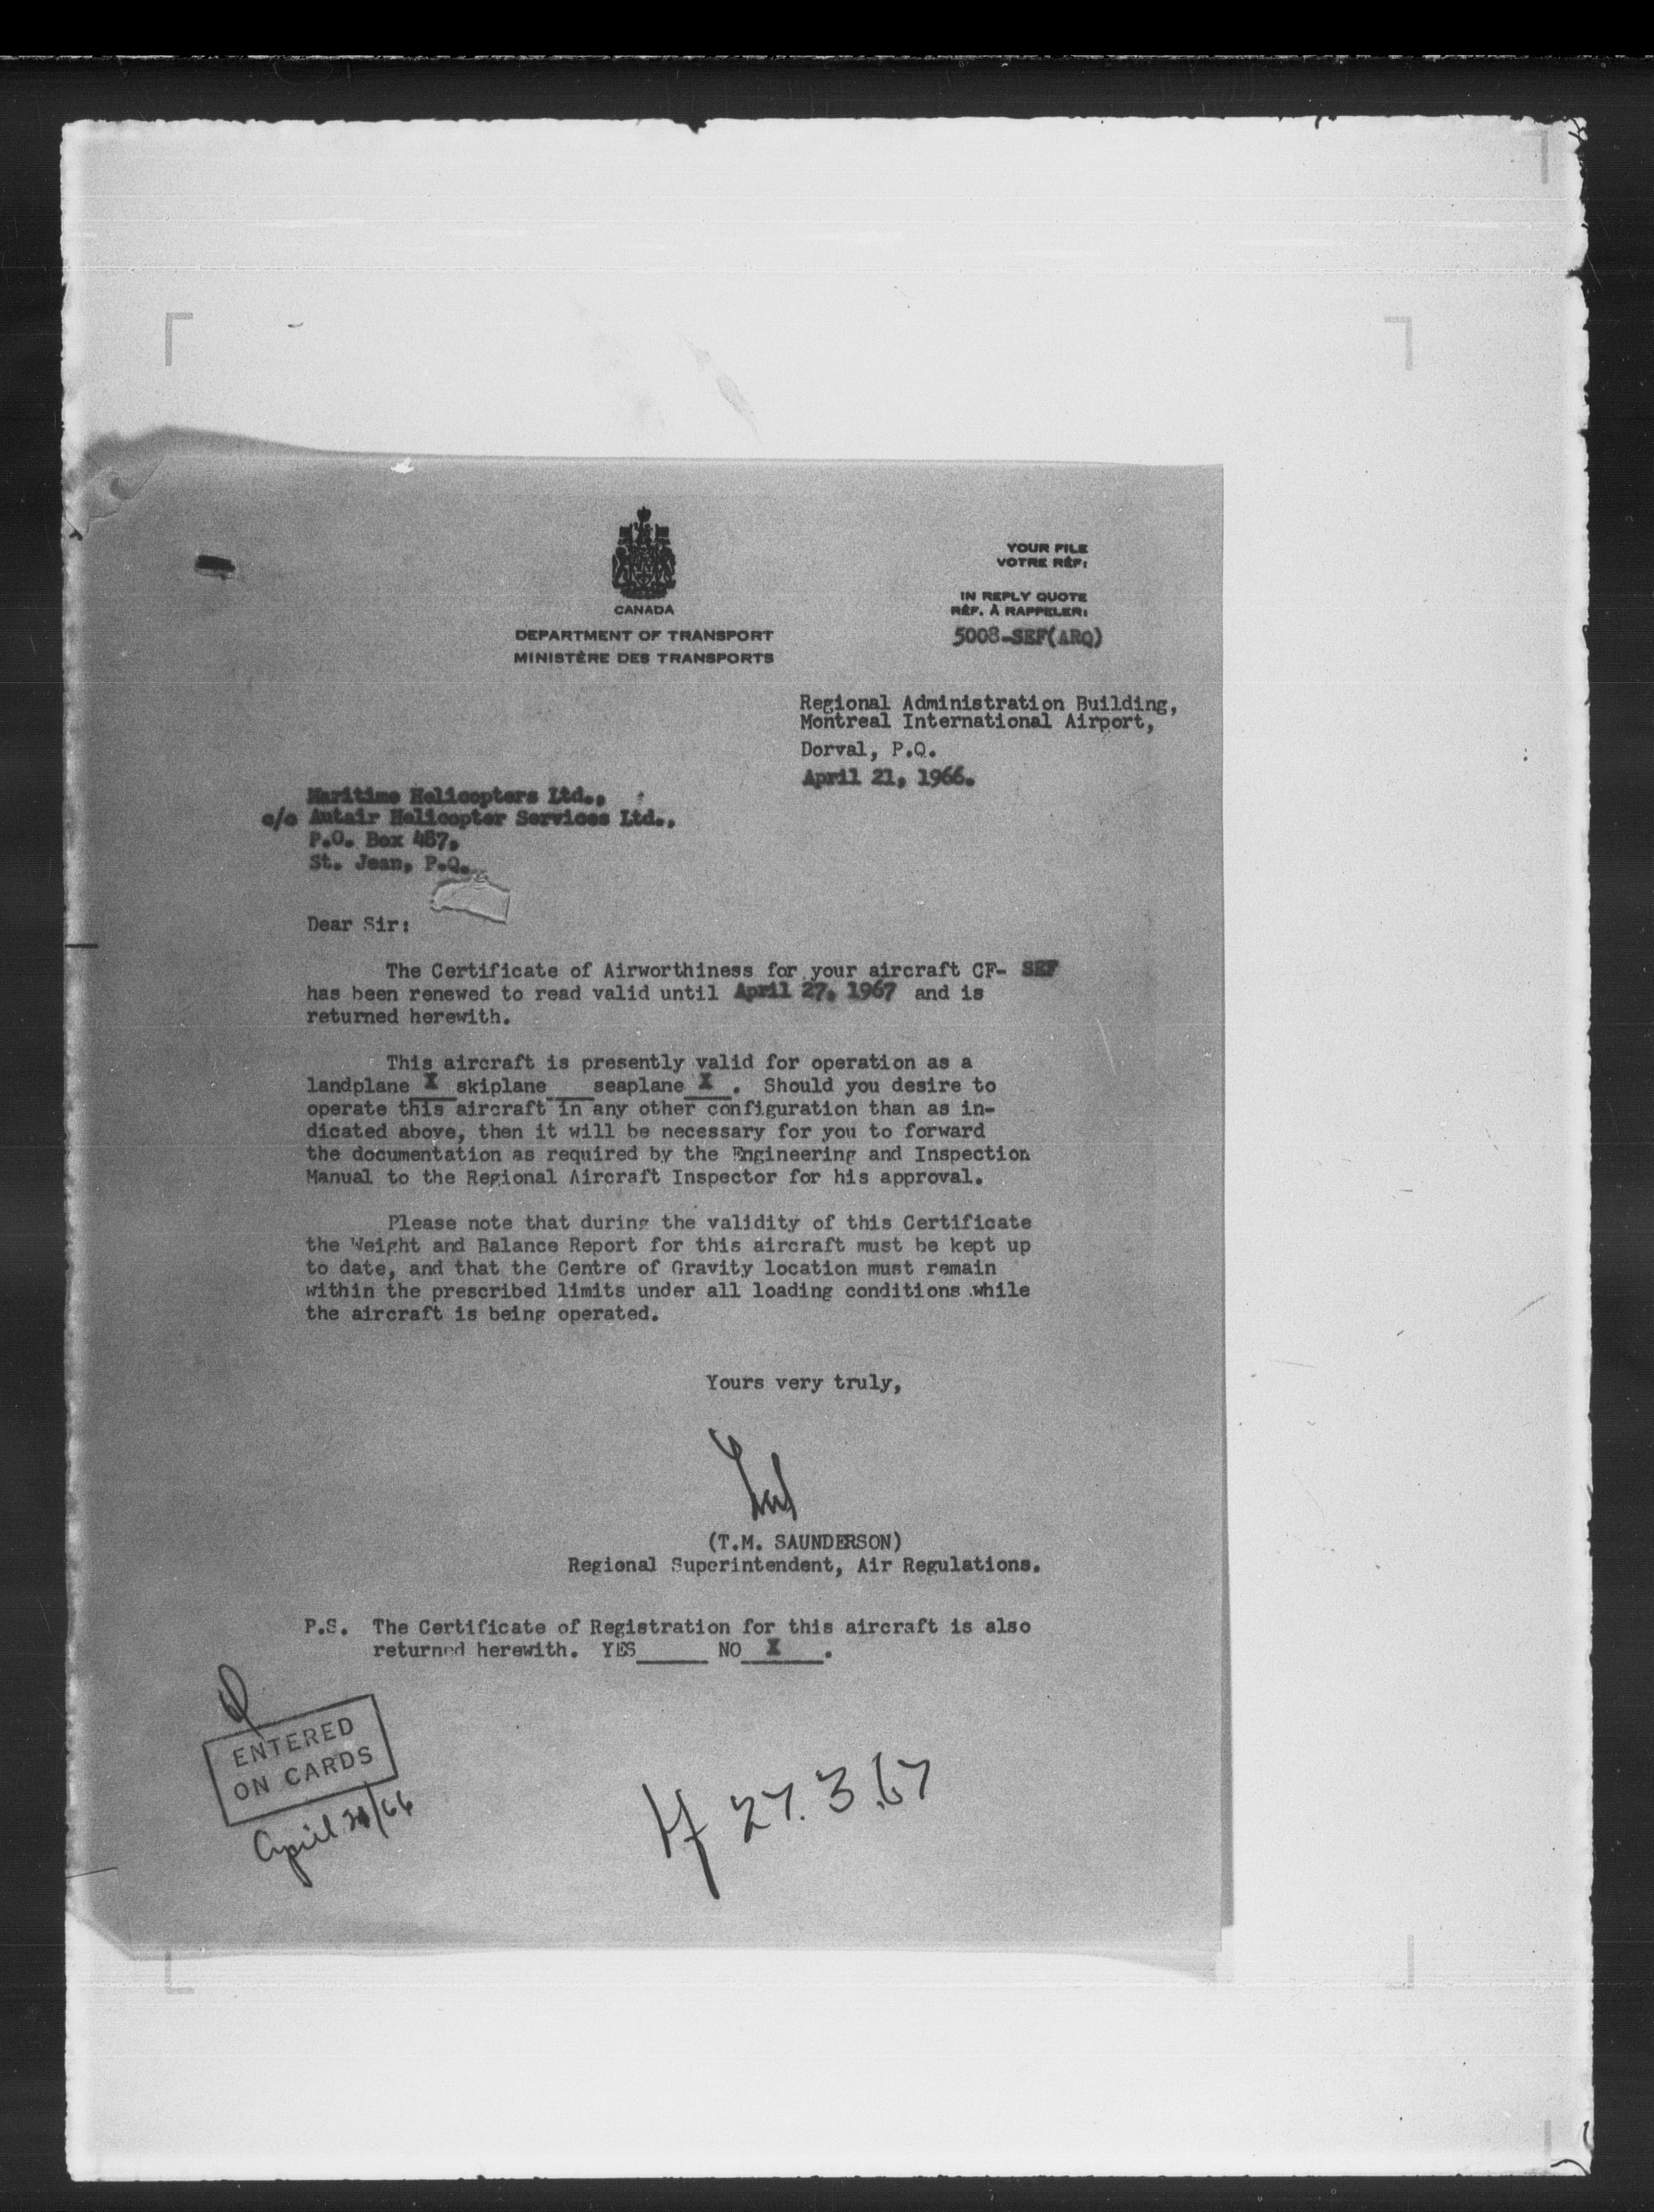 CANADA
DEPARTMENT OF TRANSPORT
MINISTÈRE DES TRANSPORTS
YOUR FILE
VOTRE RÉF:
IN REPLY QUOTE
RÉF. À RAPPELER:
5008-SEF(ARQ)
Regional Administration Building,
Montreal International Airport,
Dorval, P.Q.
April 21, 1966.
Maritime Helicopters Ltd.,
c/o Autair Helicopter Services Ltd.,
P.O. Box 487,
St. Jean, P.Q.
Dear Sir:
The Certificate of Airworthiness for your aircraft CF- SEF
has been renewed to read valid until April 27, 1967 and is
returned herewith.
This aircraft is presently valid for operation as a
landplane X skiplane ___ seaplane X . Should you desire to
operate this aircraft in any other configuration than as in-
dicated above, then it will be necessary for you to forward
the documentation as required by the Engineering and Inspection
Manual to the Regional Aircraft Inspector for his approval.
Please note that during the validity of this Certificate
the Weight and Balance Report for this aircraft must be kept up
to date, and that the Centre of Gravity location must remain
within the prescribed limits under all loading conditions while
the aircraft is being operated.
Yours very truly,
(T.M. SAUNDERSON)
Regional Superintendent, Air Regulations.
P.S. The Certificate of Registration for this aircraft is also
returned herewith. YES_____ NO X .
ENTERED
ON CARDS
27.3.67